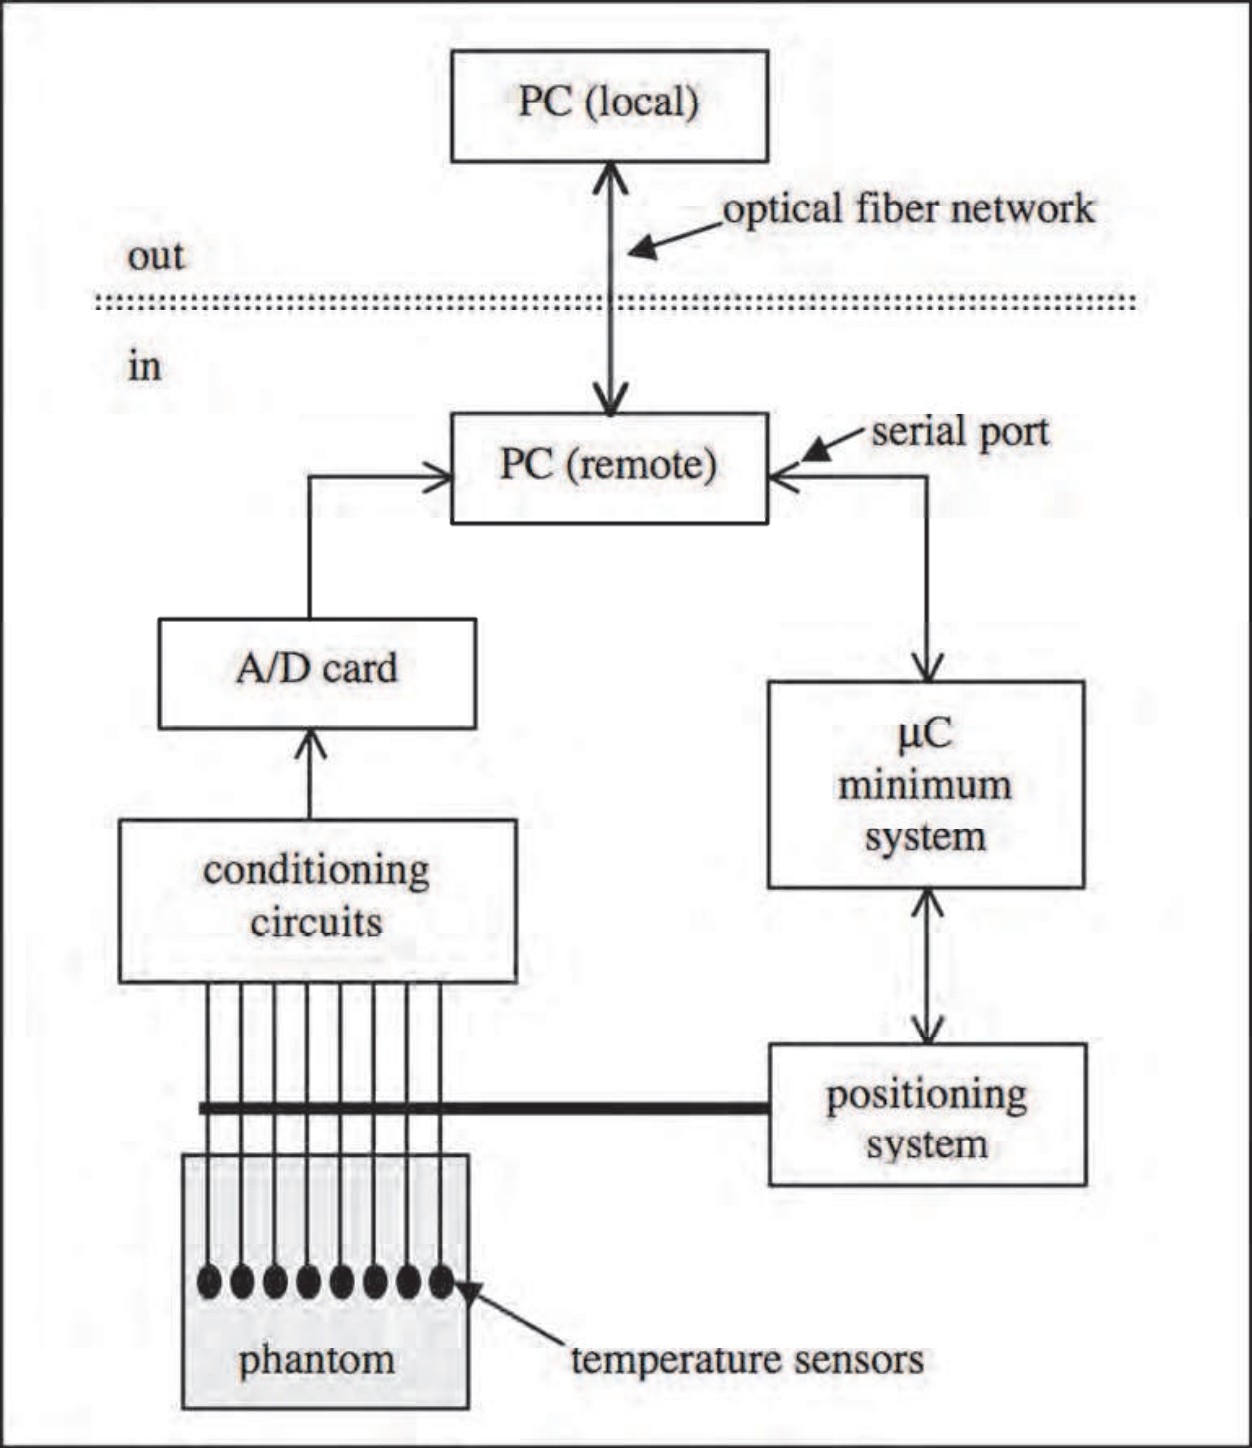 PC (local)
optical fiber network
out
in
serial port
PC (remote)
A/D card
μC
minimum
system
conditioning
circuits
positioning
system
phantom
temperature sensors